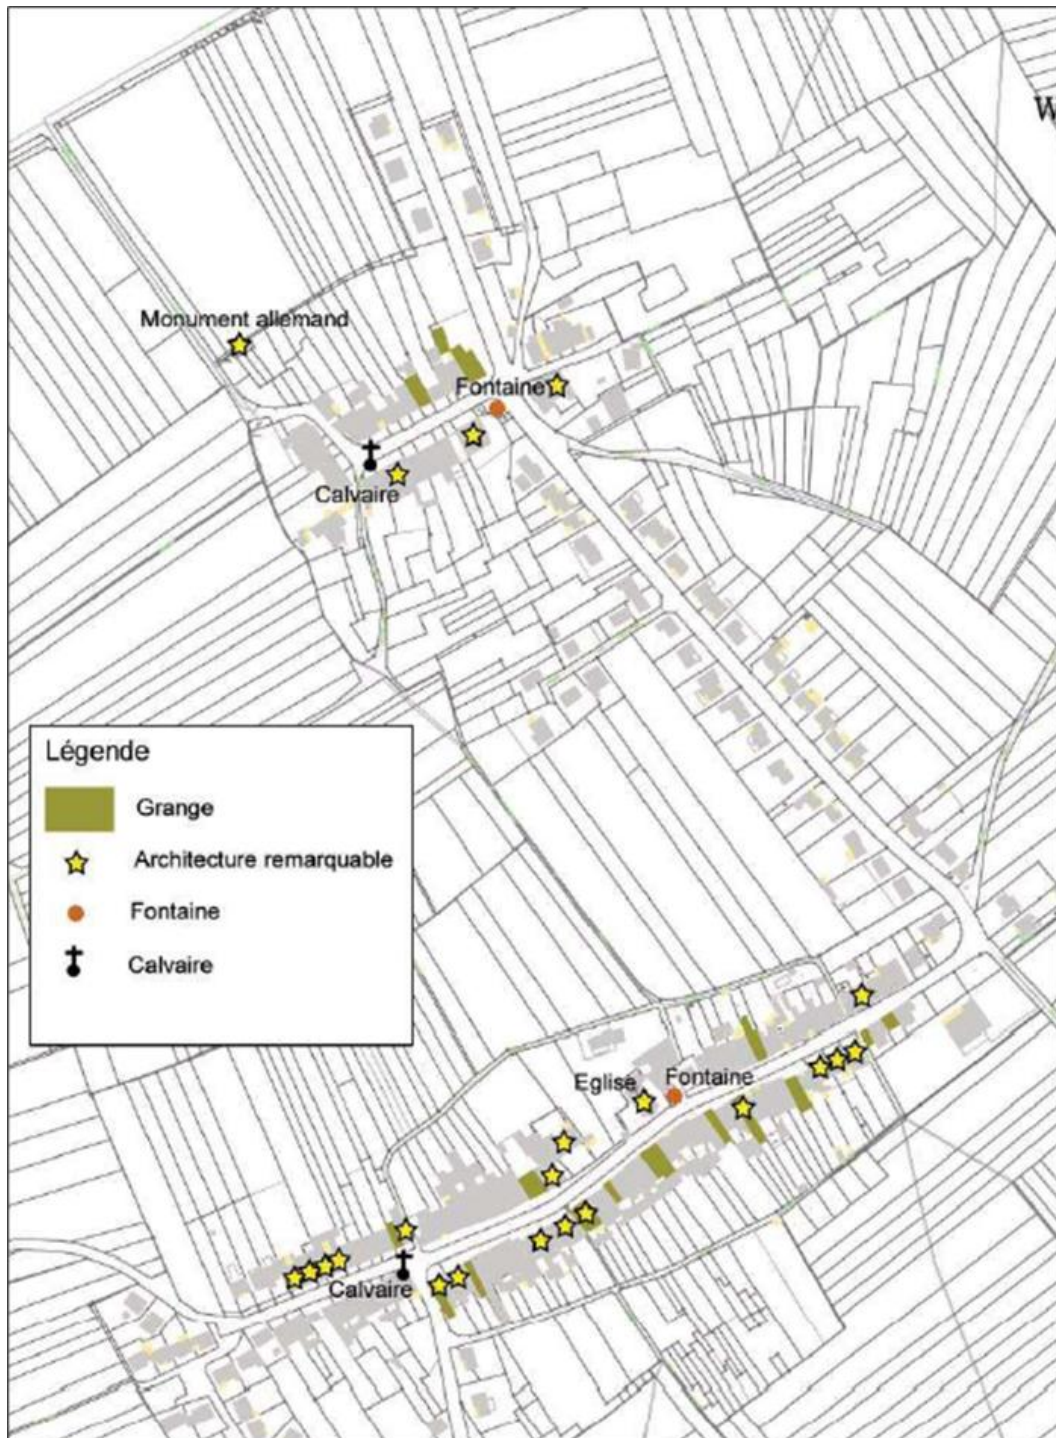 W
Monument allemand
Fontaine
Calvaire
Légende
Grange
Architecture remarquable
Fontaine
Calvaire
Eglise
Fontaine
Calvaire